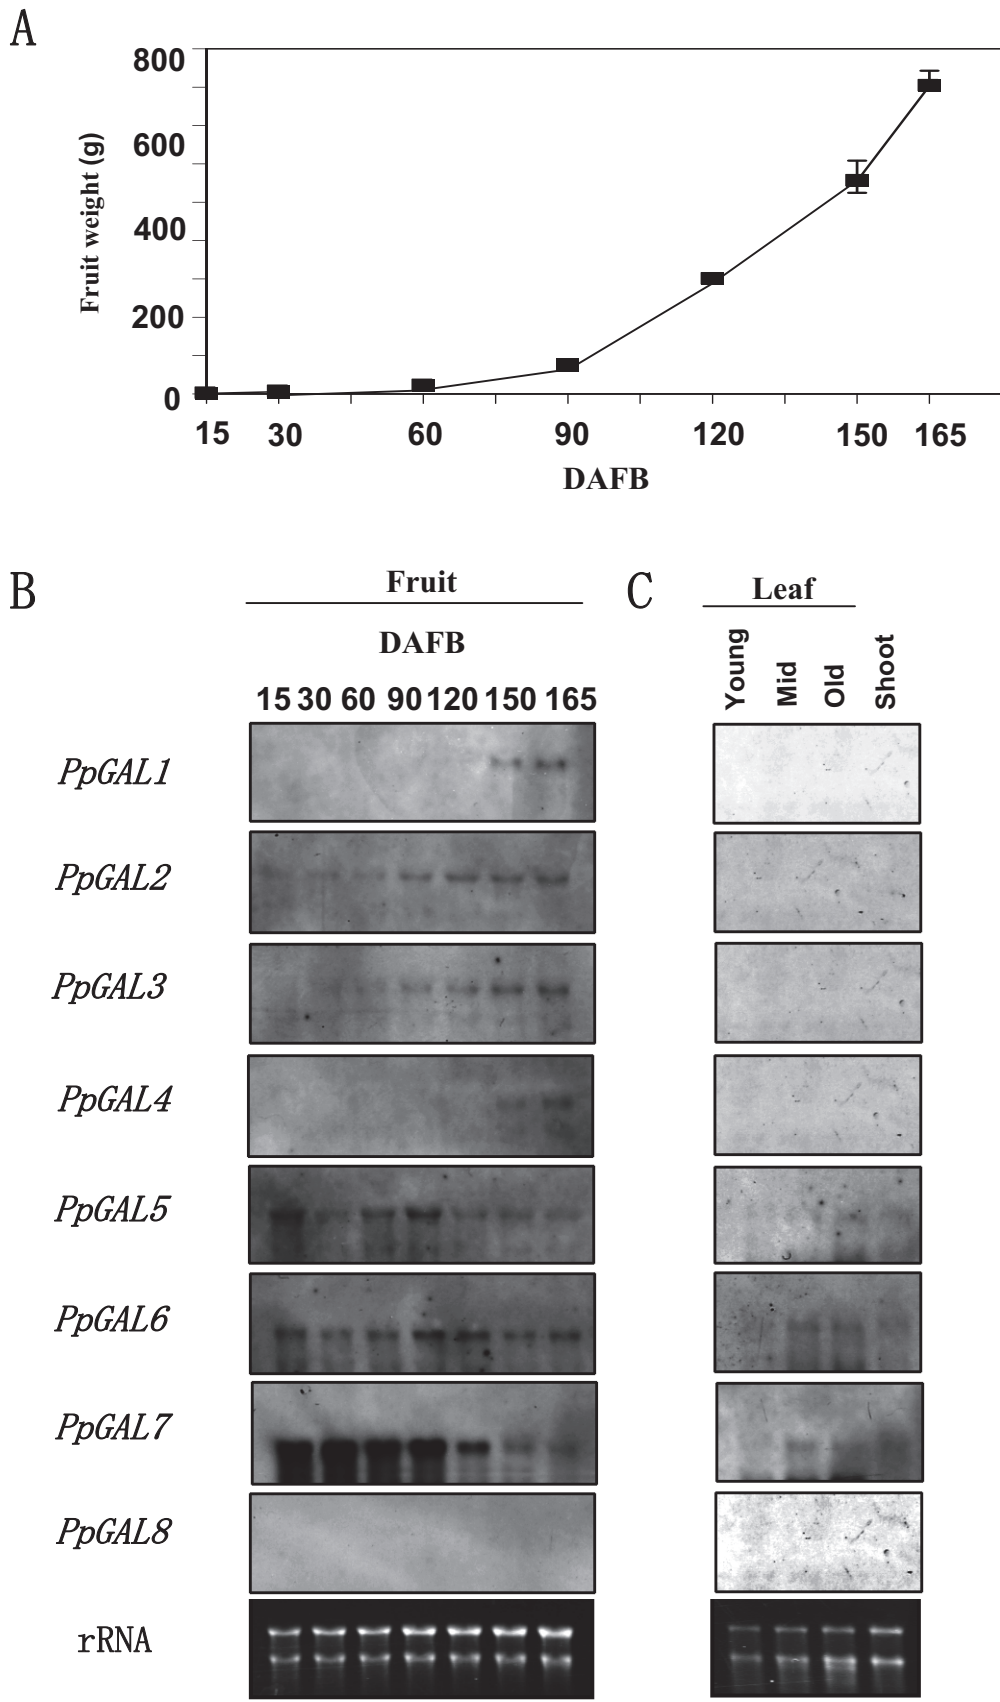 A
800
600
400
200
0
Fruit weight (g)
15 30 60 90 120 150 165
DAFB
B
Fruit
DAFB
15 30 60 90 120 150 165
C
Leaf
Young Mid Old Shoot
PpGAL1
PpGAL2
PpGAL3
PpGAL4
PpGAL5
PpGAL6
PpGAL7
PpGAL8
rRNA